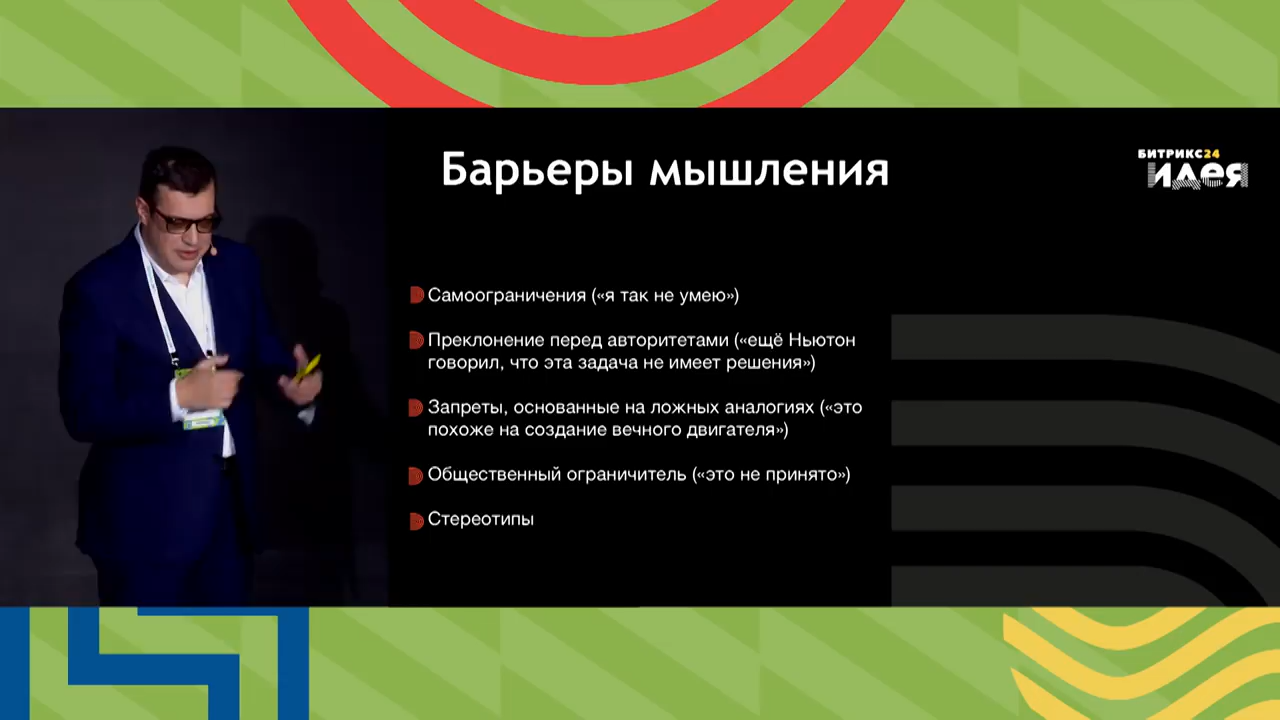 Барьеры мышления
БИТРИКС24
идея
Самоограничения («я так не умею»)
Преклонение перед авторитетами («ещё Ньютон
говорил, что эта задача не имеет решения»)
Запреты, основанные на ложных аналогиях («это
похоже на создание вечного двигателя»)
Общественный ограничитель («это не принято»)
Стереотипы